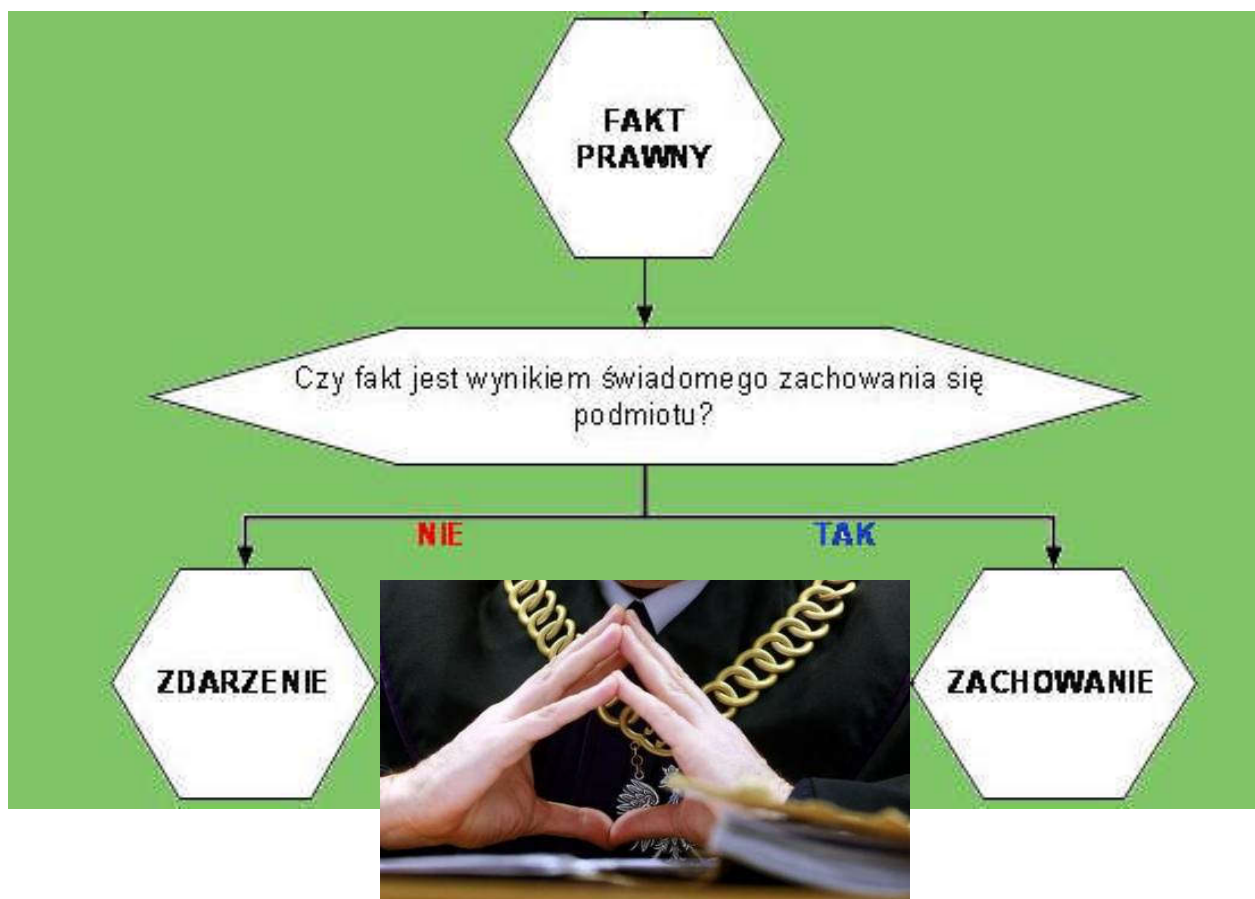 FAKT
PRAWNY
Czy fakt jest wynikiem świadomego zachowania się
podmiotu?
NIE
TAK
ZDARZENIE
ZACHOWANIE